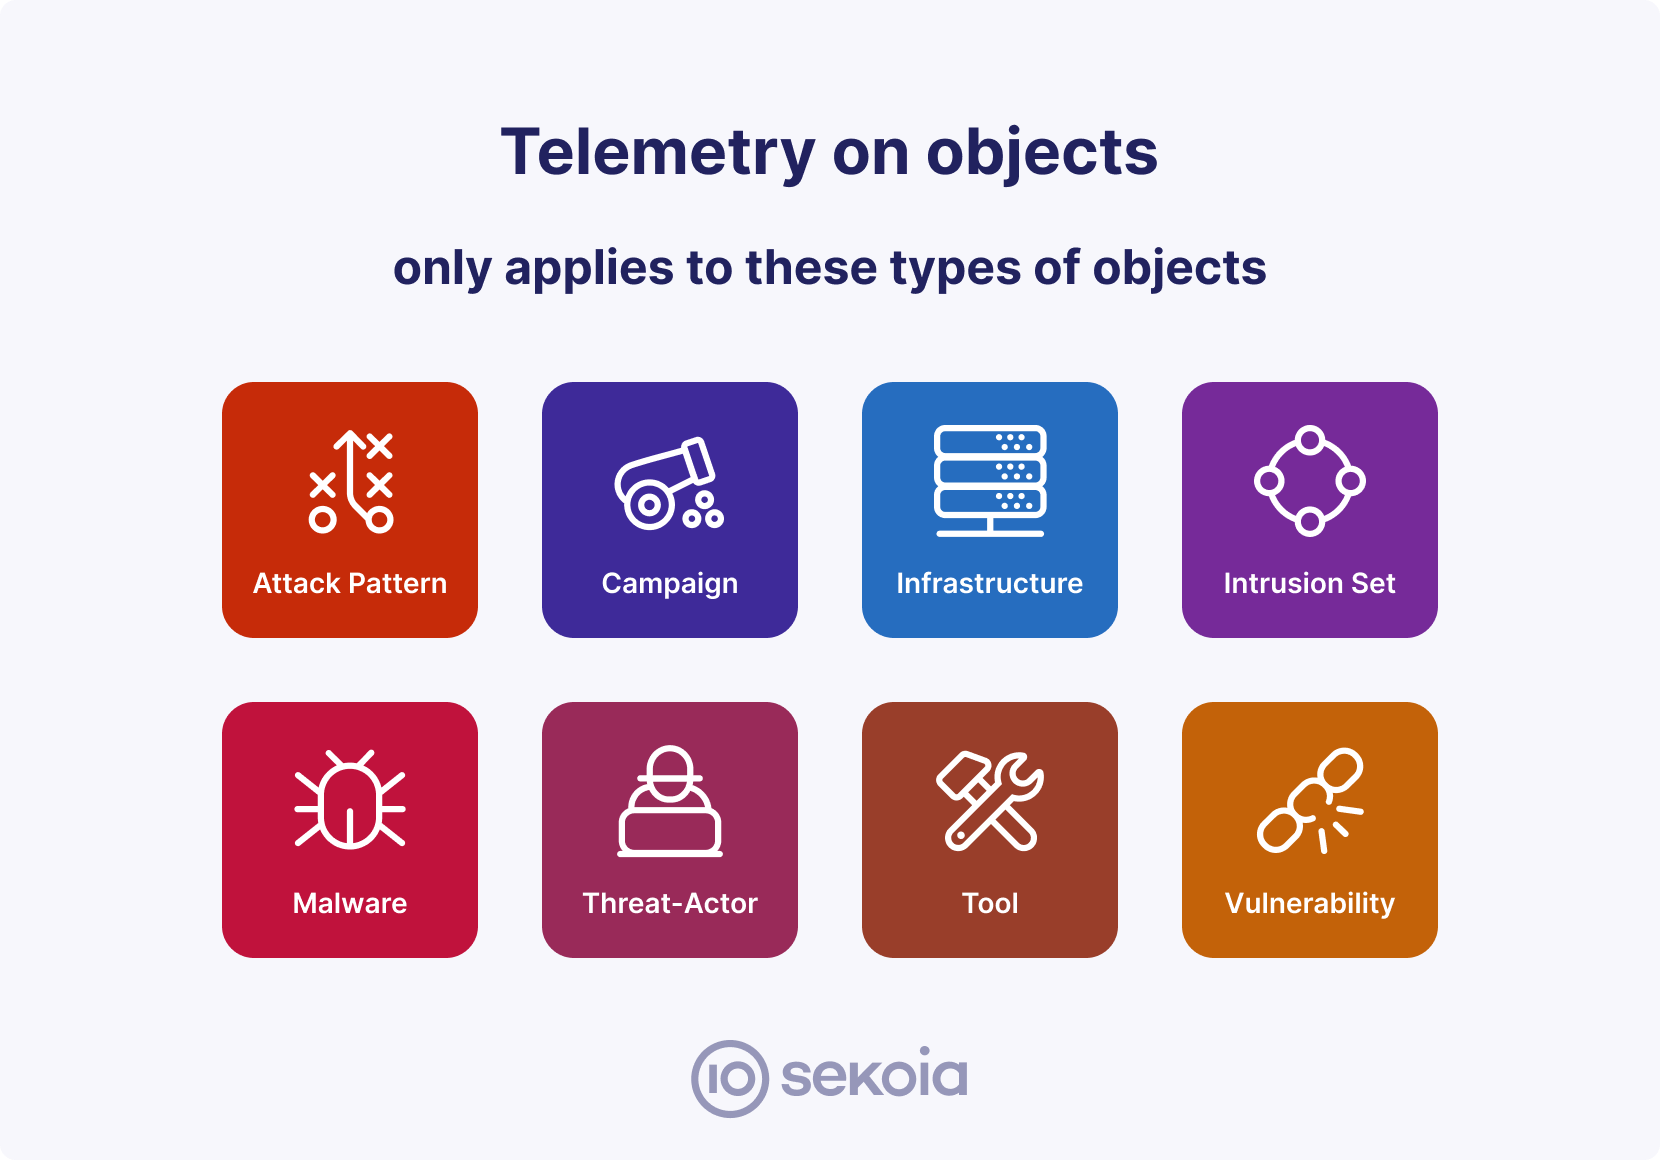 Telemetry on objects
only applies to these types of objects
Attack Pattern
Campaign
Infrastructure
Intrusion Set
Malware
Threat-Actor
Tool
Vulnerability
IO sekoia